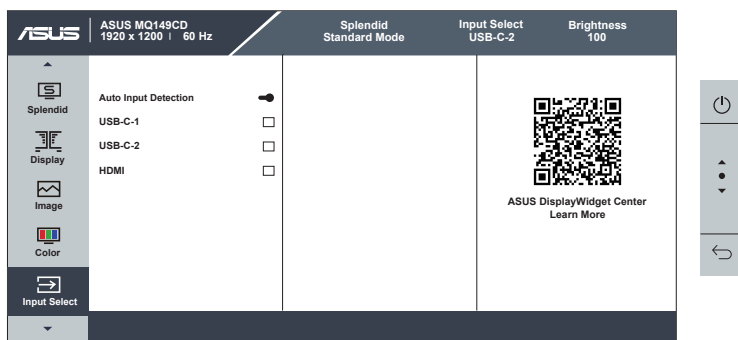 ASUS
ASUS MQ149CD
1920 x 1200 | 60 Hz
Splendid
Standard Mode
Input Select
USB-C-2
Brightness
100
Splendid
Display
Image
Color
Input Select
Auto Input Detection
USB-C-1
USB-C-2
HDMI
ASUS DisplayWidget Center
Learn More